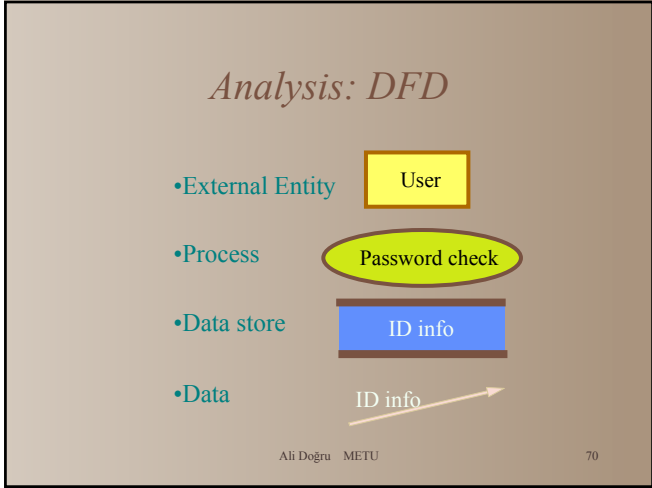 Analysis: DFD
•External Entity User
•Process Password check
•Data store ID info
•Data ID info
Ali Doğru METU 70